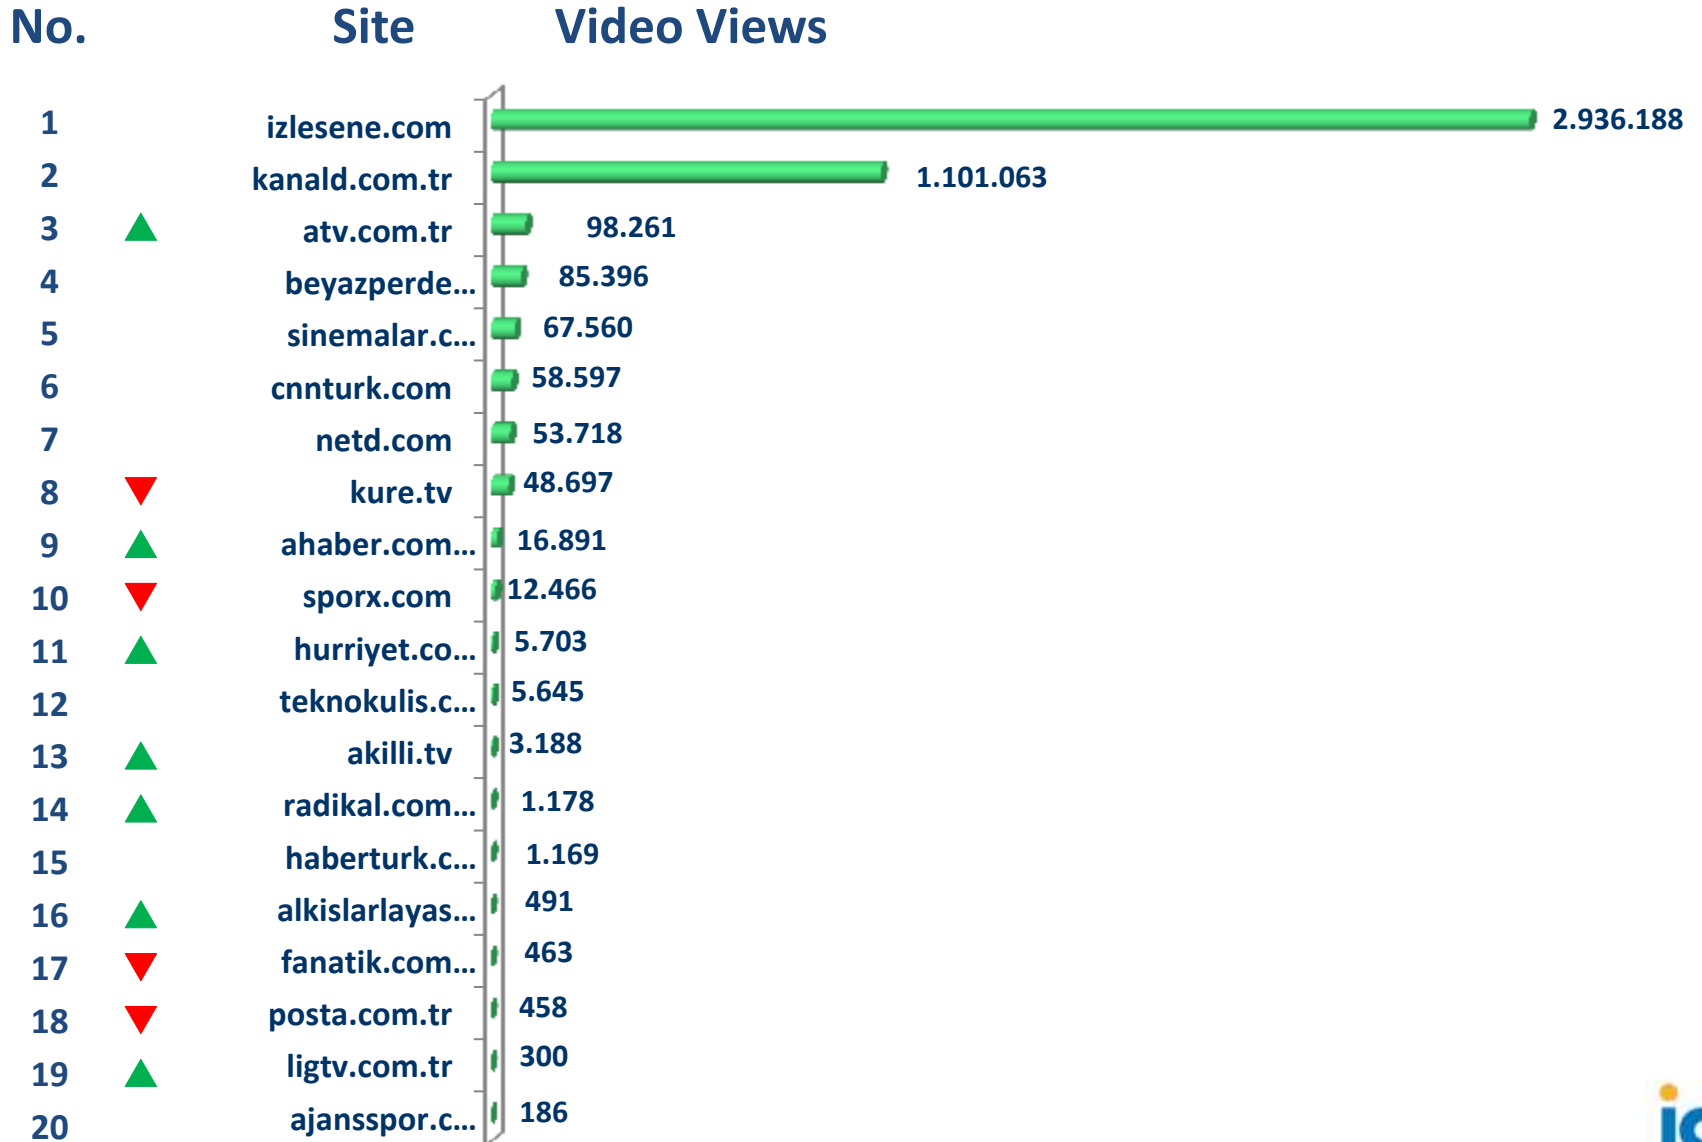 No. Site Video Views
1 izlesene.com 2.936.188
2 kanald.com.tr 1.101.063
3 atv.com.tr 98.261
4 beyazperde... 85.396
5 sinemalar.c... 67.560
6 cnnturk.com 58.597
7 netd.com 53.718
8 kure.tv 48.697
9 ahaber.com... 16.891
10 sporx.com 12.466
11 hurriyet.co... 5.703
12 teknokulis.c... 5.645
13 akilli.tv 3.188
14 radikal.com... 1.178
15 haberturk.c... 1.169
16 alkislarlayas... 491
17 fanatik.com... 463
18 posta.com.tr 458
19 ligtv.com.tr 300
20 ajansspor.c... 186